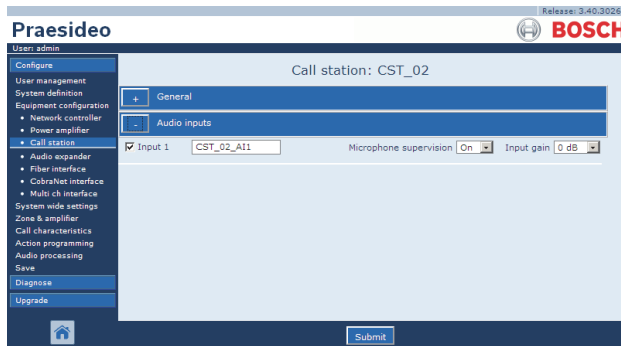 Release: 3.40.3026
Praesideo
BOSCH
User: admin
Configure
User management
System definition
Equipment configuration
• Network controller
• Power amplifier
• Call station
• Audio expander
• Fiber interface
• CobraNet interface
• Multi ch interface
System wide settings
Zone & amplifier
Call characteristics
Action programming
Audio processing
Save
Diagnose
Upgrade
Call station: CST_02
+ General
- Audio inputs
Input 1 CST_02_AI1 Microphone supervision On Input gain 0 dB
Submit